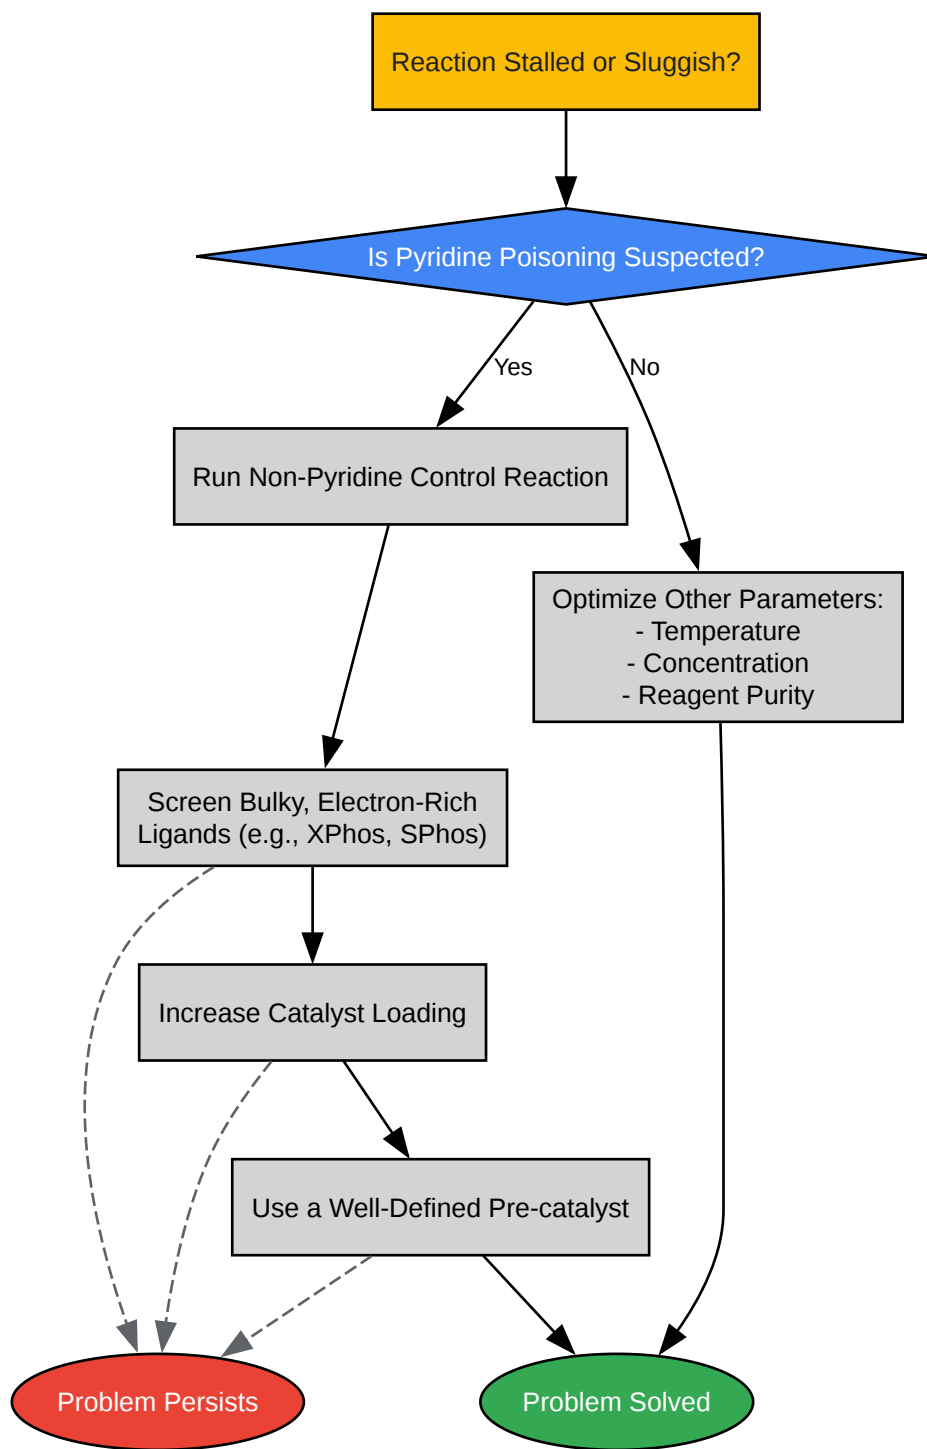 Reaction Stalled or Sluggish?
Is Pyridine Poisoning Suspected?
Yes
No
Run Non-Pyridine Control Reaction
Optimize Other Parameters:
- Temperature
- Concentration
- Reagent Purity
Screen Bulky, Electron-Rich
Ligands (e.g., XPhos, SPhos)
Increase Catalyst Loading
Use a Well-Defined Pre-catalyst
Problem Persists
Problem Solved